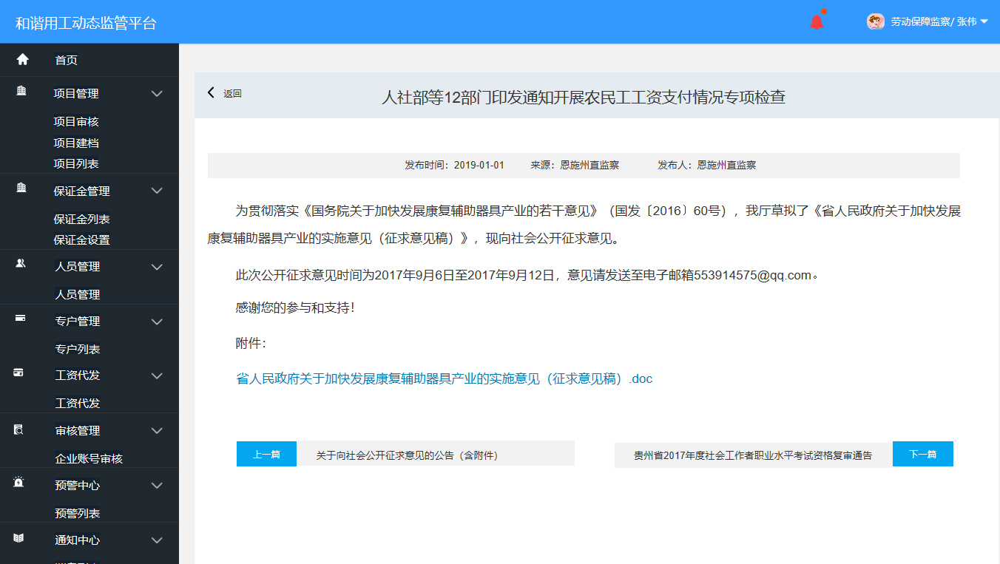 和谐用工动态监管平台
劳动保障监察/ 张伟
首页
项目管理
项目审核
项目建档
项目列表
保证金管理
保证金列表
保证金设置
人员管理
人员管理
专户管理
专户列表
工资代发
工资代发
审核管理
企业账号审核
预警中心
预警列表
通知中心
返回
人社部等12部门印发通知开展农民工工资支付情况专项检查
发布时间：2019-01-01 来源：恩施州直监察 发布人：恩施州直监察
为贯彻落实《国务院关于加快发展康复辅助器具产业的若干意见》（国发〔2016〕60号），我厅草拟了《省人民政府关于加快发展
康复辅助器具产业的实施意见（征求意见稿）》，现向社会公开征求意见。
此次公开征求意见时间为2017年9月6日至2017年9月12日，意见请发送至电子邮箱553914575@qq.com。
感谢您的参与和支持！
附件：
省人民政府关于加快发展康复辅助器具产业的实施意见（征求意见稿）.doc
上一篇 关于向社会公开征求意见的公告（含附件）
贵州省2017年度社会工作者职业水平考试资格复审通告 下一篇